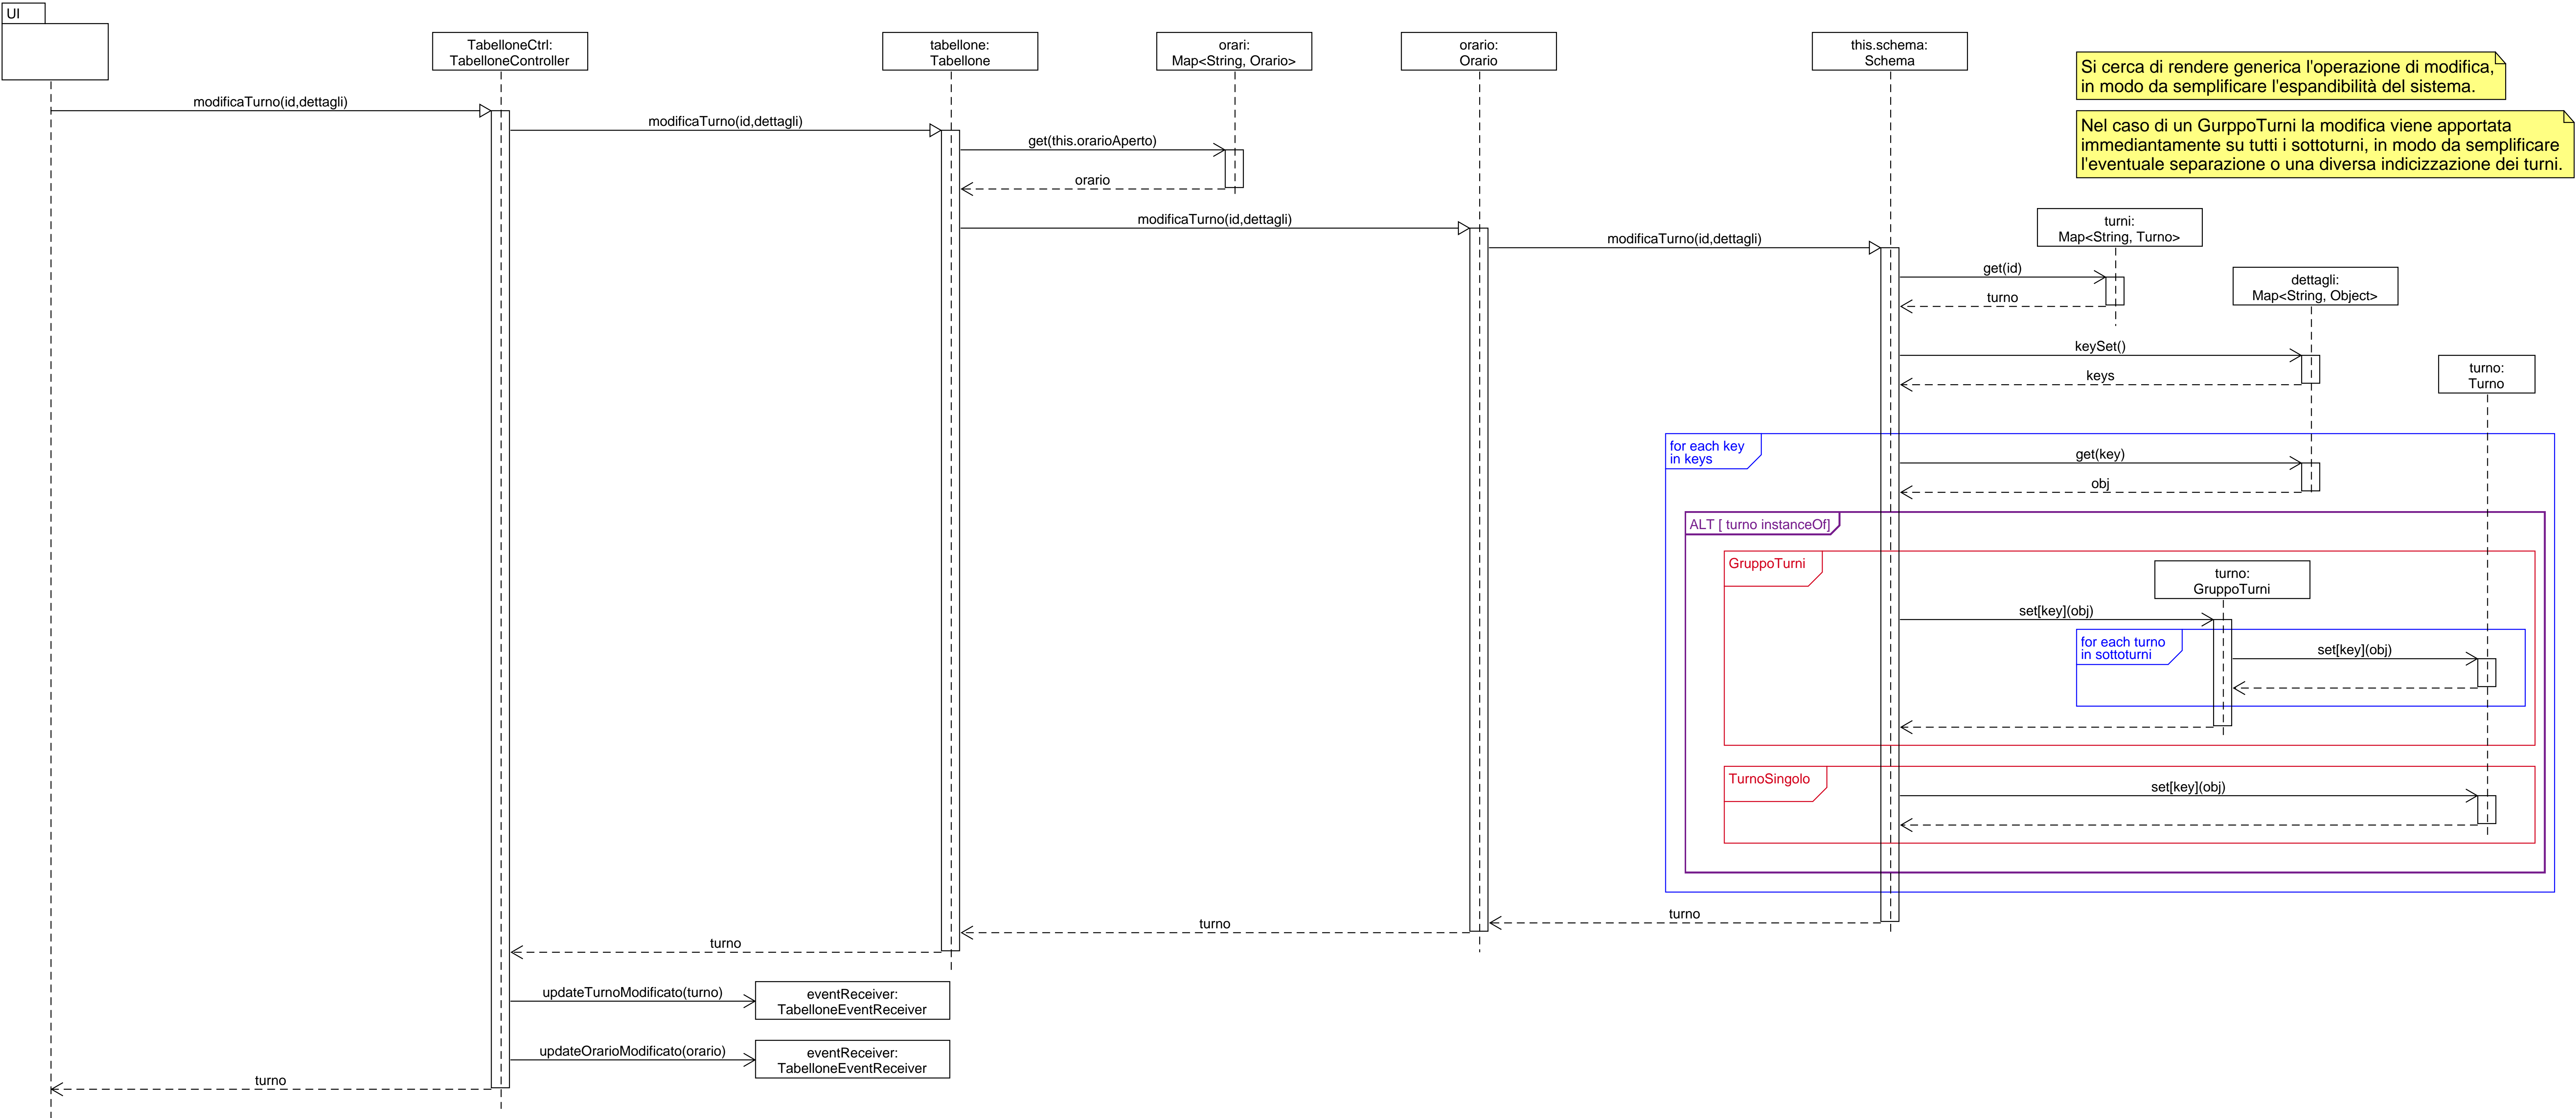 UI
TabelloneCtrl:
TabelloneController
tabellone:
Tabellone
orari:
Map<String, Orario>
orario:
Orario
this.schema:
Schema
Si cerca di rendere generica l'operazione di modifica,
in modo da semplificare l'espandibilità del sistema.
modificaTurno(id,dettagli)
modificaTurno(id,dettagli)
Nel caso di un GurppoTurni la modifica viene apportata
immediantamente su tutti i sottoturni, in modo da semplificare
l'eventuale separazione o una diversa indicizzazione dei turni.
get(this.orarioAperto)
orario
modificaTurno(id,dettagli)
turni:
Map<String, Turno>
modificaTurno(id,dettagli)
get(id)
dettagli:
Map<String, Object>
turno
keySet()
keys
turno:
Turno
for each key
in keys
get(key)
obj
ALT [ turno instanceOf]
GruppoTurni
turno:
GruppoTurni
set[key](obj)
for each turno
in sottoturni
set[key](obj)
TurnoSingolo
set[key](obj)
turno
turno
turno
updateTurnoModificato(turno)
eventReceiver:
TabelloneEventReceiver
updateOrarioModificato(orario)
eventReceiver:
TabelloneEventReceiver
turno